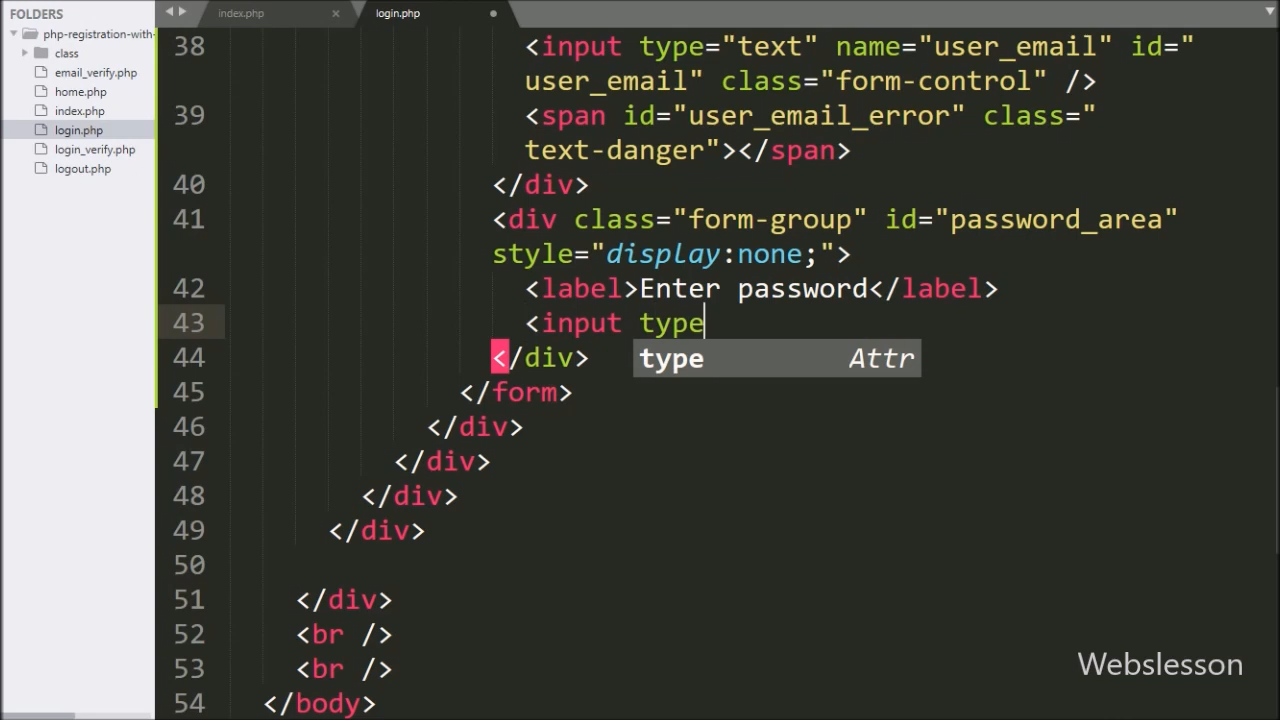 FOLDERS
php-registration-with-
class
email_verify.php
home.php
index.php
login.php
login_verify.php
logout.php
index.php ×
login.php
38 <input type="text" name="user_email" id="
user_email" class="form-control" />
39 <span id="user_email_error" class="
text-danger"></span>
40 </div>
41 <div class="form-group" id="password_area"
style="display:none;">
42 <label>Enter password</label>
43 <input type
type Attr
44 </div>
45 </form>
46 </div>
47 </div>
48 </div>
49 </div>
50
51 </div>
52 <br />
53 <br />
54 </body>
Webslesson